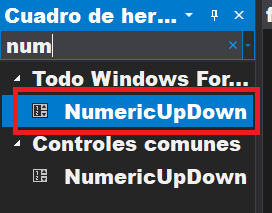 Cuadro de her...
num
Todo Windows For...
NumericUpDown
Controles comunes
NumericUpDown